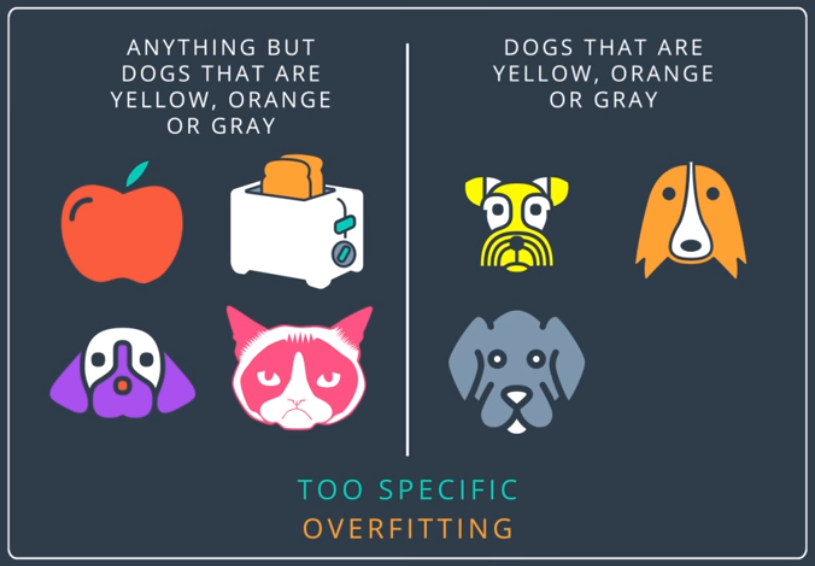 ANYTHING BUT
DOGS THAT ARE
YELLOW, ORANGE
OR GRAY
DOGS THAT ARE
YELLOW, ORANGE
OR GRAY
TOO SPECIFIC
OVERFITTING